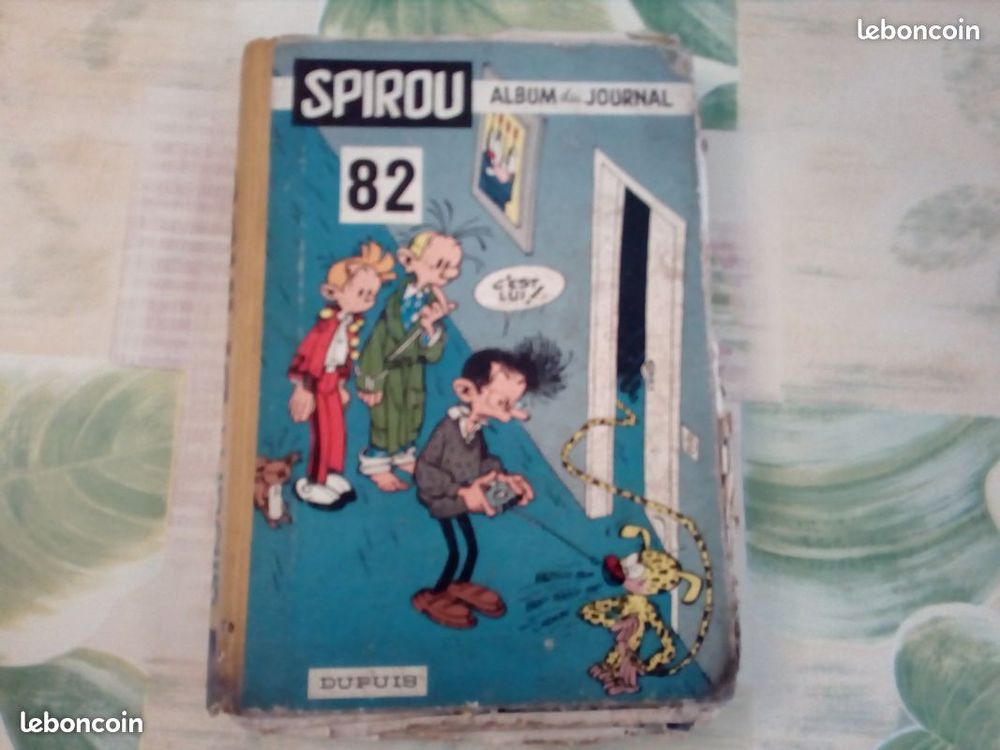 leboncoin
SPIROU
ALBUM du JOURNAL
82
C'EST
LUI!
DUPUIS
leboncoin